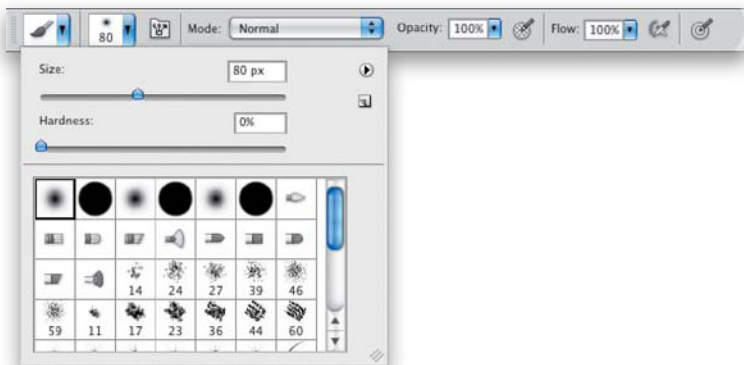 80 Mode: Normal Opacity: 100% Flow: 100%
Size: 80 px
Hardness: 0%
14 24 27 39 46
59 11 17 23 36 44 60